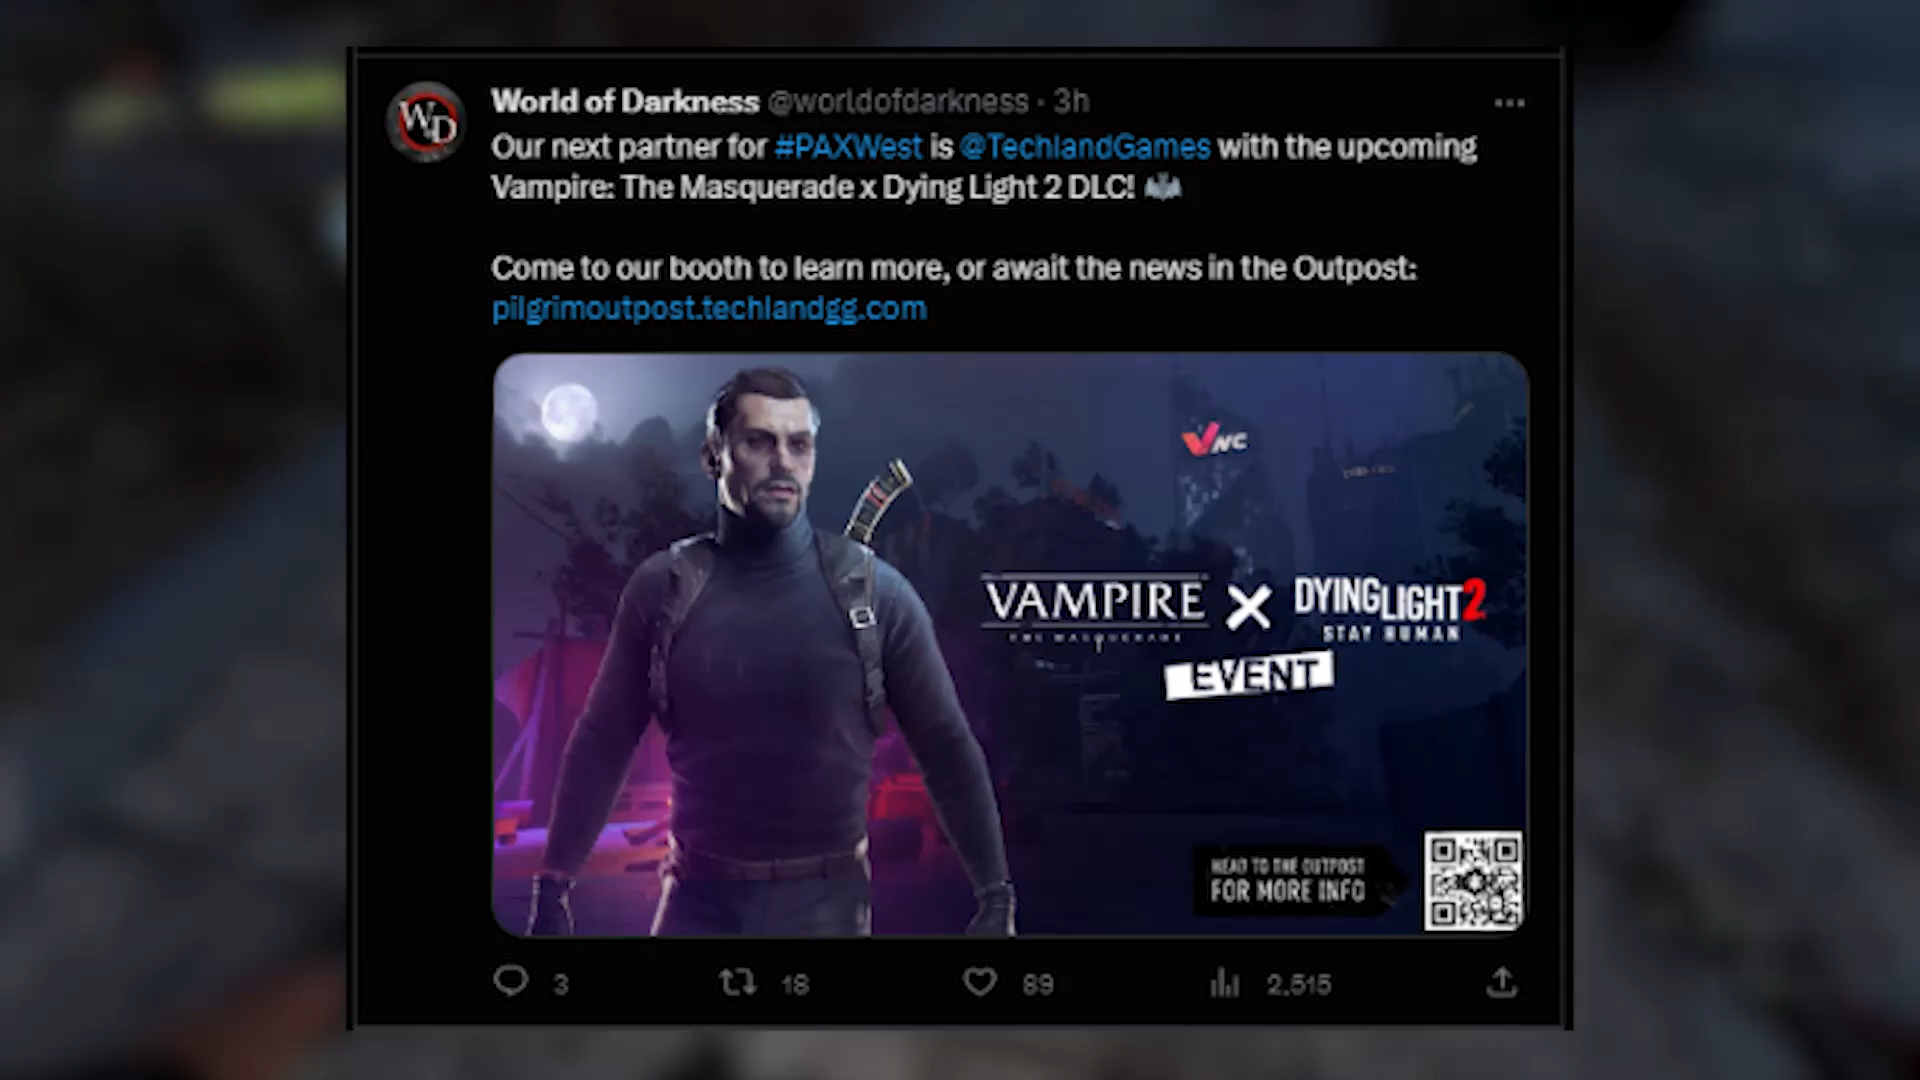 World of Darkness @worldofdarkness · 3h
Our next partner for #PAXWest is @TechlandGames with the upcoming
Vampire: The Masquerade x Dying Light 2 DLC! 🦇
Come to our booth to learn more, or await the news in the Outpost:
pilgrimoutpost.techlandgg.com
VNC
VAMPIRE
THE MASQUERADE
X
DYING LIGHT 2
STAY HUMAN
EVENT
HEAD TO THE OUTPOST
FOR MORE INFO
3 18 89 2,515